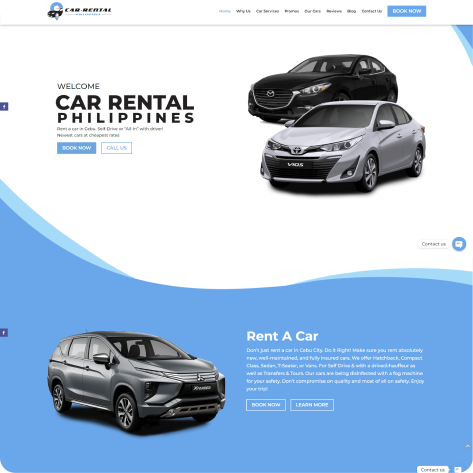 CAR-RENTAL
Home Why Us Car Services Promos Our Cars Reviews Blog Contact Us BOOK NOW
WELCOME
CAR RENTAL
PHILIPPINES
Rent a car in Cebu. Self Drive or "All-in" with driver!
Newest cars at cheapest rates
BOOK NOW CALL US
VIOS
Contact us
Rent A Car
Don't just rent a car in Cebu City. Do it Right! Make sure you rent absolutely
new, well-maintained, and fully insured cars. We offer Hatchback, Compact
Class, Sedan, 7-Seater, or Vans. For Self Drive & with a driver/chauffeur as
well as Transfers & Tours. Our cars are being disinfected with a fog machine
for your safety. Don't compromise on quality and most of all on safety. Enjoy
your trip!
BOOK NOW LEARN MORE
Contact us